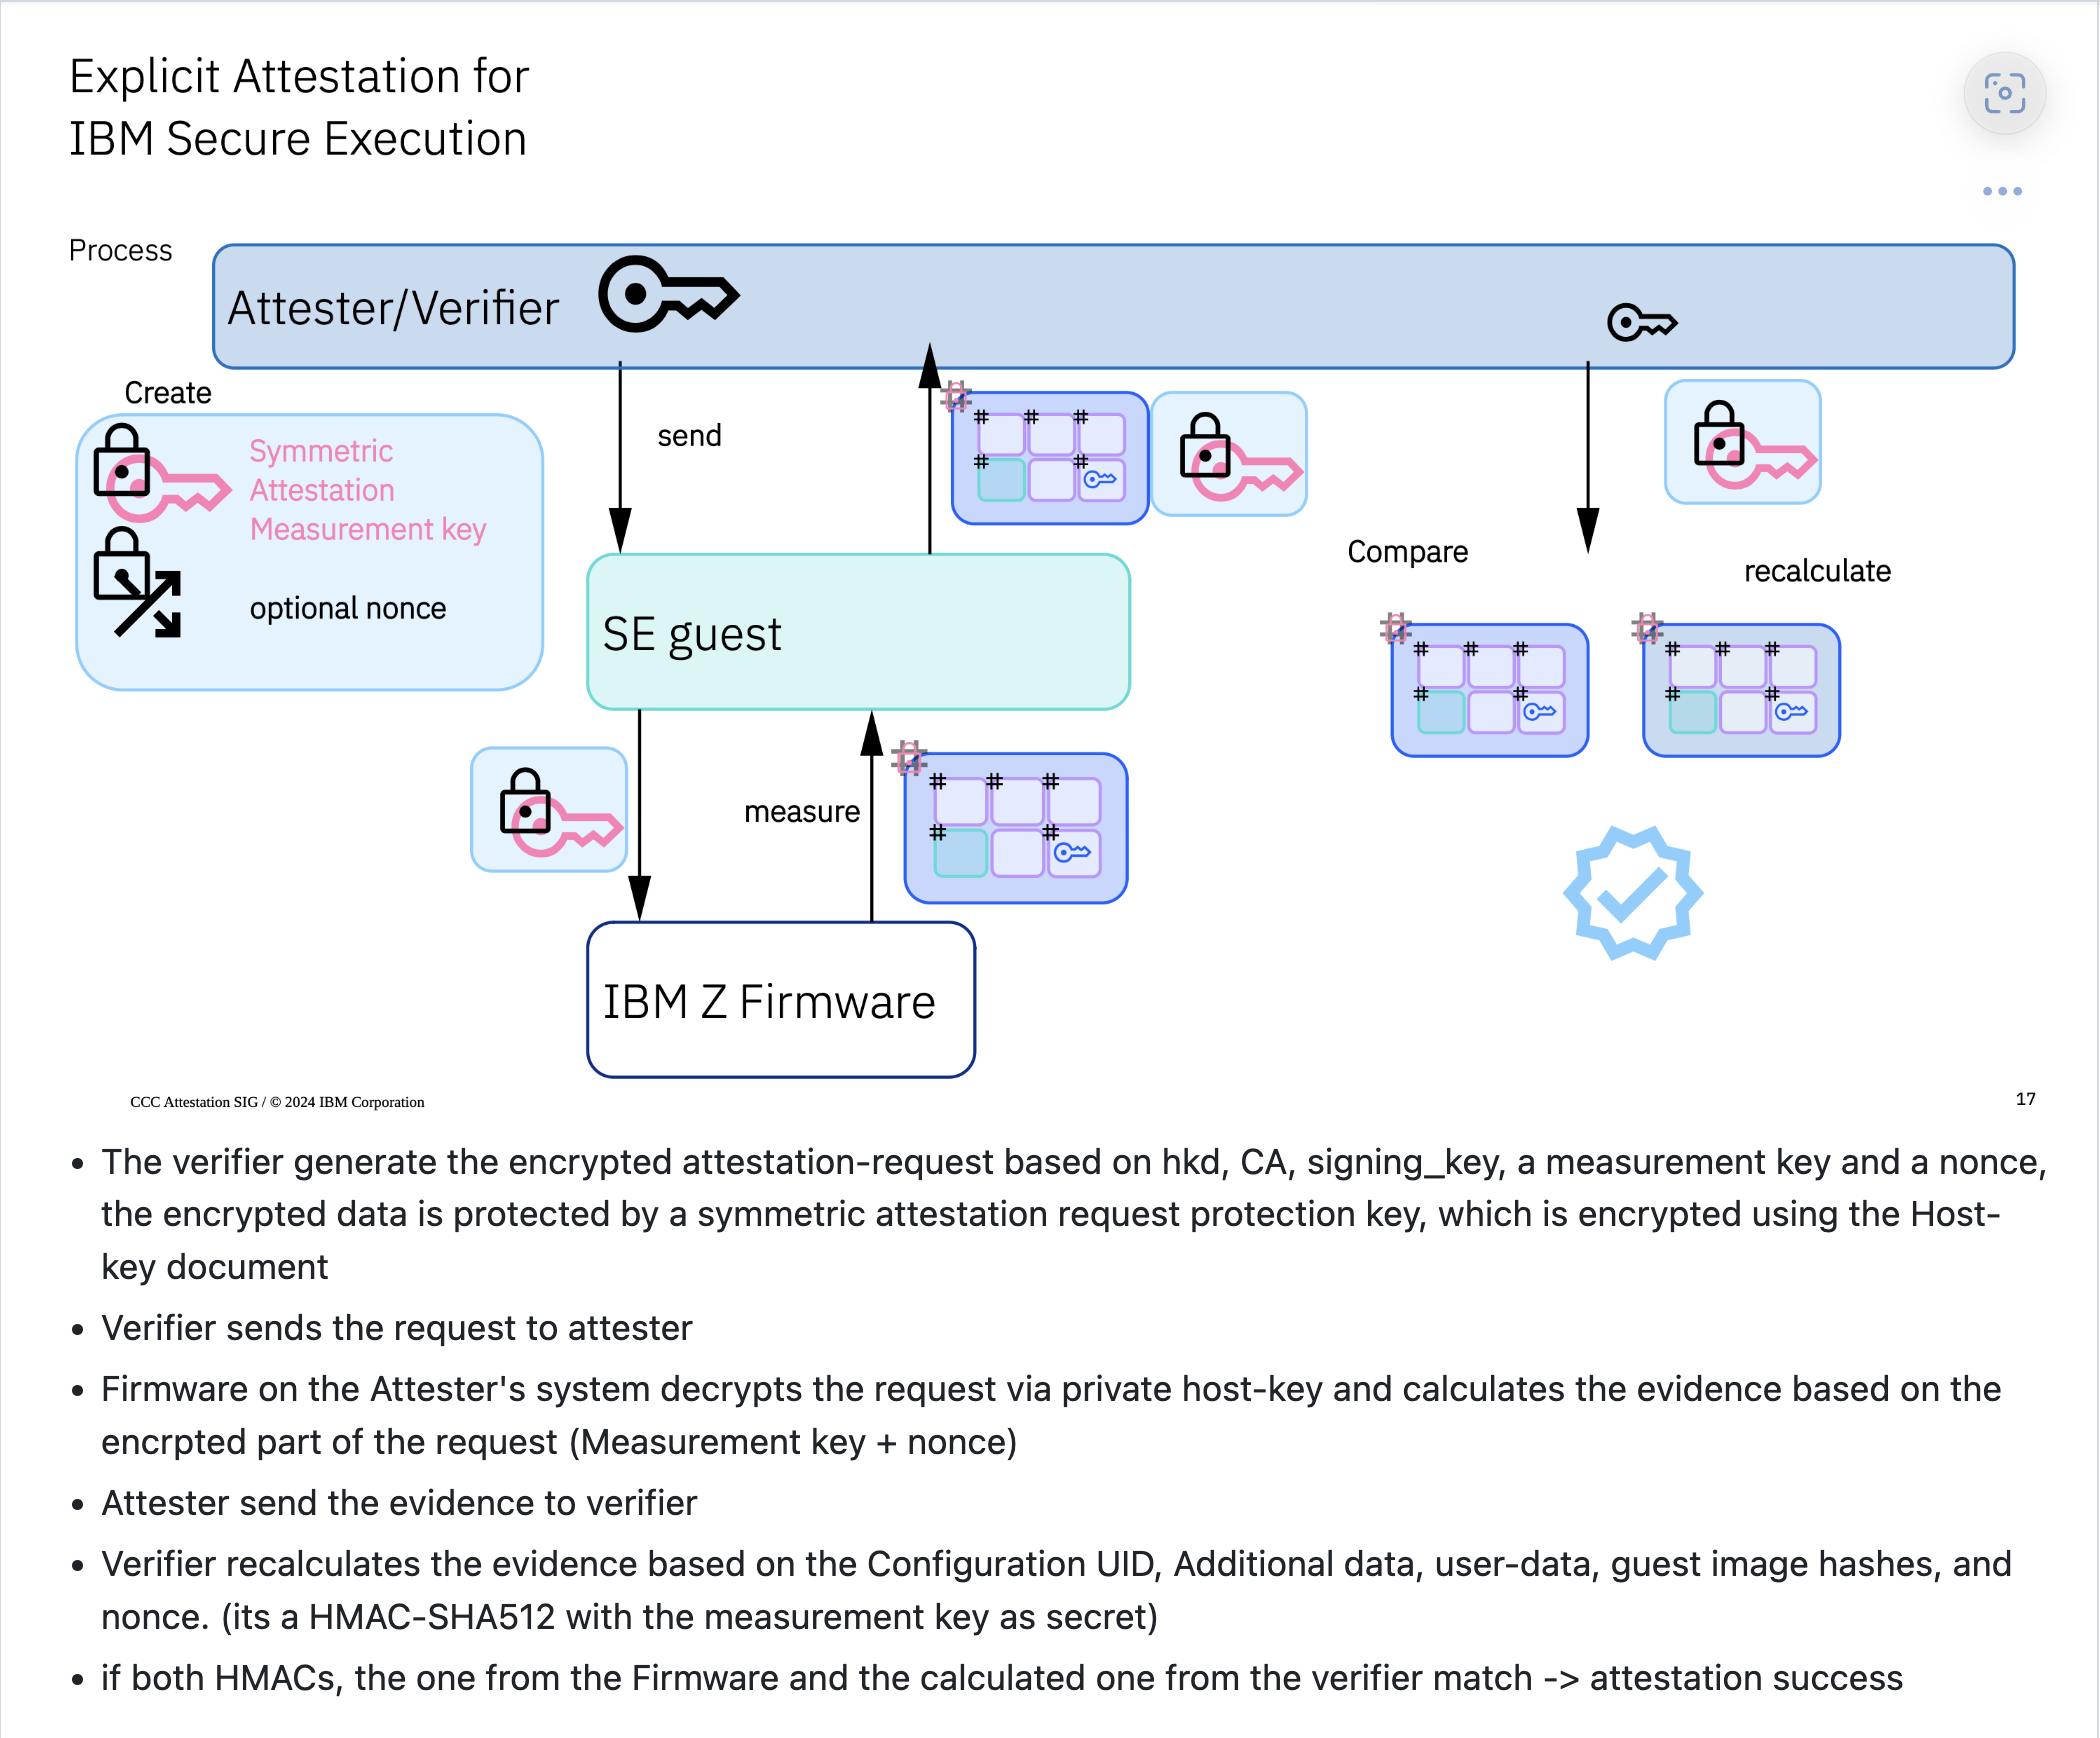 Explicit Attestation for
IBM Secure Execution
Process
Attester/Verifier
Create
Symmetric
Attestation
Measurement key
optional nonce
send
SE guest
measure
IBM Z Firmware
Compare
recalculate
CCC Attestation SIG / © 2024 IBM Corporation
17
• The verifier generate the encrypted attestation-request based on hkd, CA, signing_key, a measurement key and a nonce,
the encrypted data is protected by a symmetric attestation request protection key, which is encrypted using the Host-
key document
• Verifier sends the request to attester
• Firmware on the Attester's system decrypts the request via private host-key and calculates the evidence based on the
encrpted part of the request (Measurement key + nonce)
• Attester send the evidence to verifier
• Verifier recalculates the evidence based on the Configuration UID, Additional data, user-data, guest image hashes, and
nonce. (its a HMAC-SHA512 with the measurement key as secret)
• if both HMACs, the one from the Firmware and the calculated one from the verifier match -> attestation success